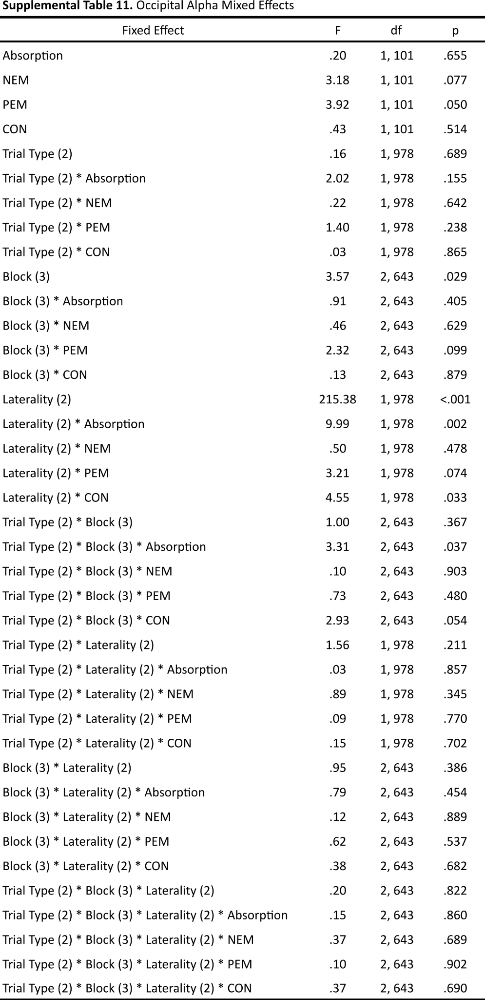 Supplemental Table 11. Occipital Alpha Mixed Effects
Fixed Effect F df p
Absorption .20 1, 101 .655
NEM 3.18 1, 101 .077
PEM 3.92 1, 101 .050
CON .43 1, 101 .514
Trial Type (2) .16 1, 978 .689
Trial Type (2) * Absorption 2.02 1, 978 .155
Trial Type (2) * NEM .22 1, 978 .642
Trial Type (2) * PEM 1.40 1, 978 .238
Trial Type (2) * CON .03 1, 978 .865
Block (3) 3.57 2, 643 .029
Block (3) * Absorption .91 2, 643 .405
Block (3) * NEM .46 2, 643 .629
Block (3) * PEM 2.32 2, 643 .099
Block (3) * CON .13 2, 643 .879
Laterality (2) 215.38 1, 978 <.001
Laterality (2) * Absorption 9.99 1, 978 .002
Laterality (2) * NEM .50 1, 978 .478
Laterality (2) * PEM 3.21 1, 978 .074
Laterality (2) * CON 4.55 1, 978 .033
Trial Type (2) * Block (3) 1.00 2, 643 .367
Trial Type (2) * Block (3) * Absorption 3.31 2, 643 .037
Trial Type (2) * Block (3) * NEM .10 2, 643 .903
Trial Type (2) * Block (3) * PEM .73 2, 643 .480
Trial Type (2) * Block (3) * CON 2.93 2, 643 .054
Trial Type (2) * Laterality (2) 1.56 1, 978 .211
Trial Type (2) * Laterality (2) * Absorption .03 1, 978 .857
Trial Type (2) * Laterality (2) * NEM .89 1, 978 .345
Trial Type (2) * Laterality (2) * PEM .09 1, 978 .770
Trial Type (2) * Laterality (2) * CON .15 1, 978 .702
Block (3) * Laterality (2) .95 2, 643 .386
Block (3) * Laterality (2) * Absorption .79 2, 643 .454
Block (3) * Laterality (2) * NEM .12 2, 643 .889
Block (3) * Laterality (2) * PEM .62 2, 643 .537
Block (3) * Laterality (2) * CON .38 2, 643 .682
Trial Type (2) * Block (3) * Laterality (2) .20 2, 643 .822
Trial Type (2) * Block (3) * Laterality (2) * Absorption .15 2, 643 .860
Trial Type (2) * Block (3) * Laterality (2) * NEM .37 2, 643 .689
Trial Type (2) * Block (3) * Laterality (2) * PEM .10 2, 643 .902
Trial Type (2) * Block (3) * Laterality (2) * CON .37 2, 643 .690